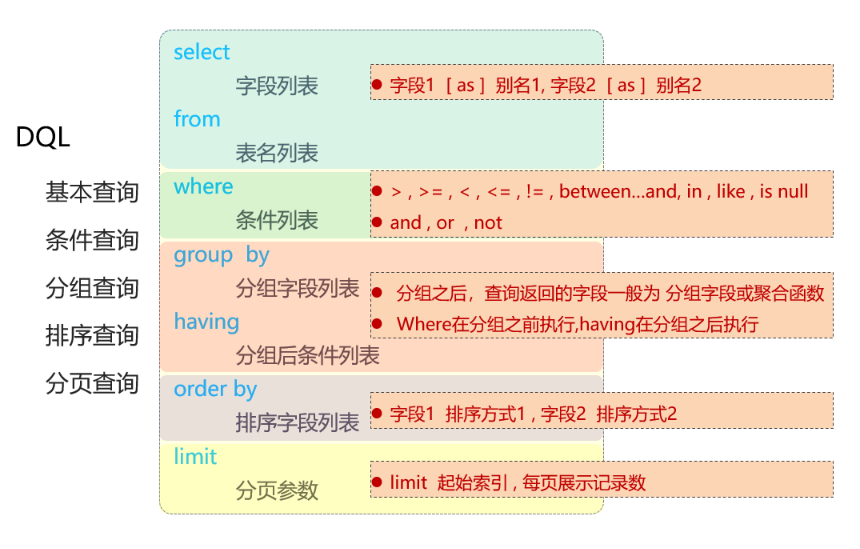 DQL
基本查询
条件查询
分组查询
排序查询
分页查询
select
字段列表
字段1 [ as ] 别名1, 字段2 [ as ] 别名2
from
表名列表
where
条件列表
> , >= , < , <= , != , between...and, in , like , is null
and , or , not
group by
分组字段列表
分组之后，查询返回的字段一般为 分组字段或聚合函数
having
Where在分组之前执行,having在分组之后执行
分组后条件列表
order by
排序字段列表
字段1 排序方式1 , 字段2 排序方式2
limit
分页参数
limit 起始索引 , 每页展示记录数